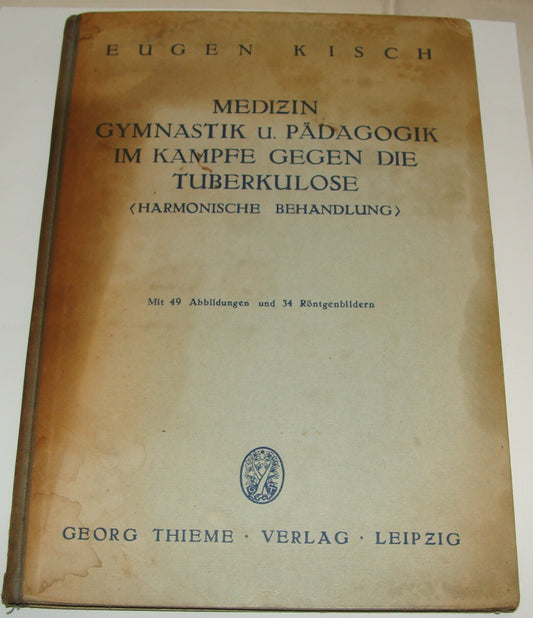 EUGEN KISCH
MEDIZIN
GYMNASTIK u. PÄDAGOGIK
IM KAMPFE GEGEN DIE
TUBERKULOSE
〈HARMONISCHE BEHANDLUNG〉
Mit 49 Abbildungen und 34 Röntgenbildern
GEORG THIEME · VERLAG · LEIPZIG